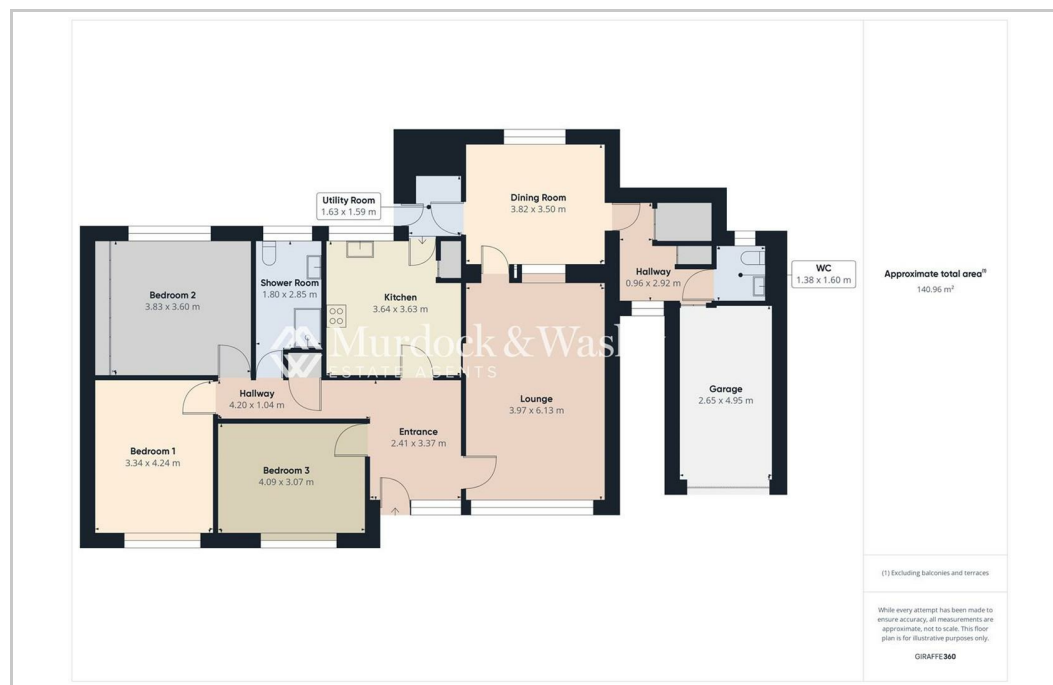 Utility Room
1.63 x 1.59 m
Dining Room
3.82 x 3.50 m
Bedroom 2
3.83 x 3.60 m
Shower Room
1.80 x 2.85 m
Kitchen
3.64 x 3.63 m
Hallway
0.96 x 2.92 m
WC
1.38 x 1.60 m
Murdock & Was
ESTATE AGENTS
Hallway
4.20 x 1.04 m
Entrance
2.41 x 3.37 m
Lounge
3.97 x 6.13 m
Garage
2.65 x 4.95 m
Bedroom 1
3.34 x 4.24 m
Bedroom 3
4.09 x 3.07 m
Approximate total area⁽¹⁾
140.96 m²
(1) Excluding balconies and terraces
While every attempt has been made to
ensure accuracy, all measurements are
approximate, not to scale. This floor
plan is for illustrative purposes only.
GIRAFFE360